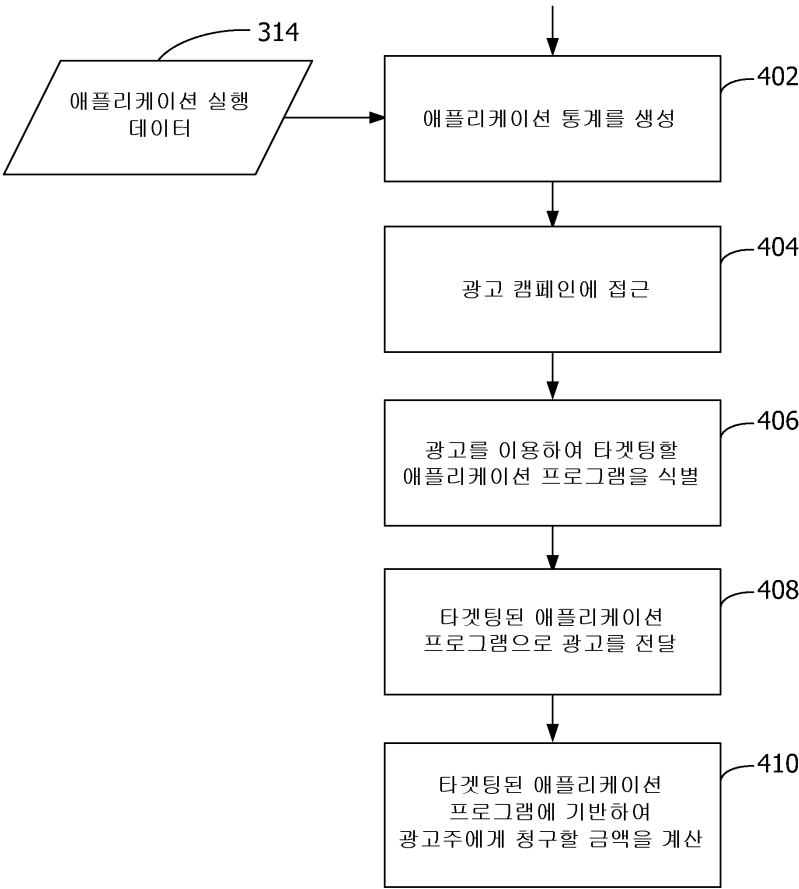 314
애플리케이션 실행
데이터
402
애플리케이션 통계를 생성
404
광고 캠페인에 접근
406
광고를 이용하여 타겟팅할
애플리케이션 프로그램을 식별
408
타겟팅된 애플리케이션
프로그램으로 광고를 전달
410
타겟팅된 애플리케이션
프로그램에 기반하여
광고주에게 청구할 금액을 계산